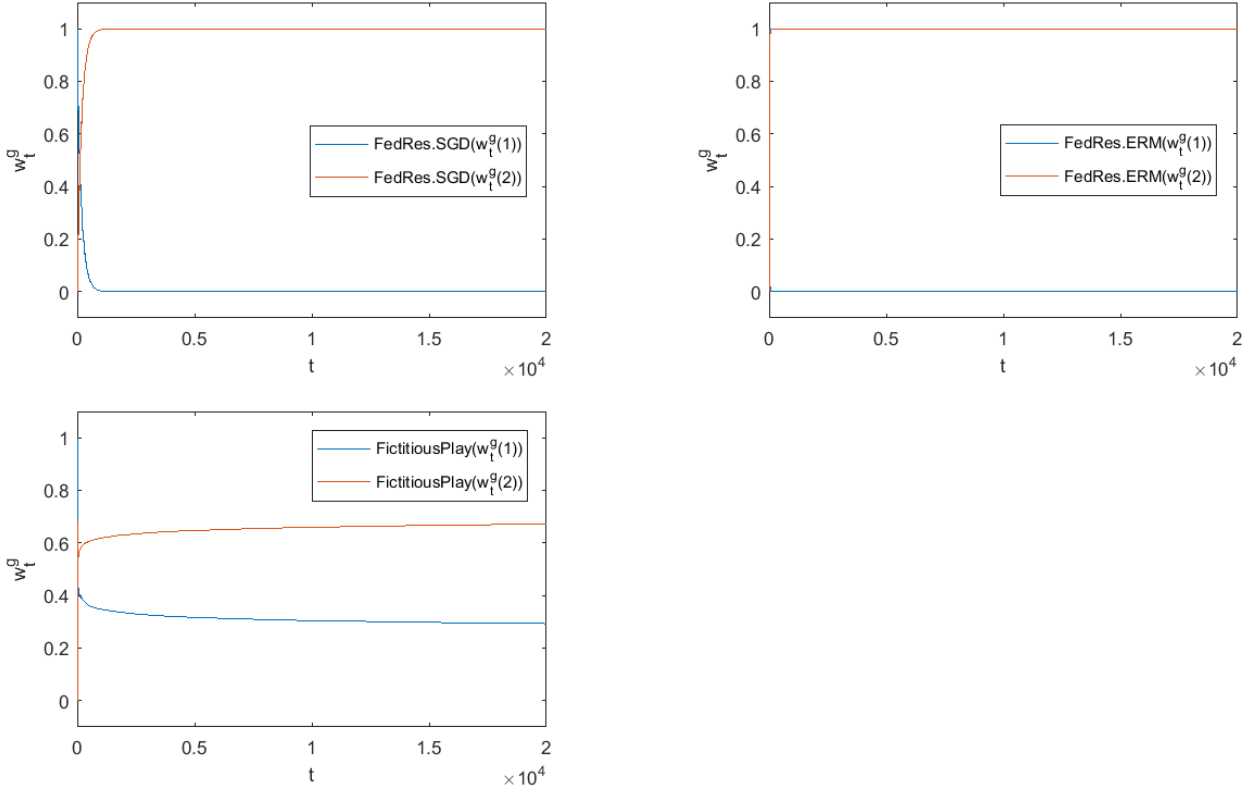 1
0.8
0.6
0.4
0.2
0
w_t^g
FedRes.SGD(w_t^g(1))
FedRes.SGD(w_t^g(2))
0 0.5 1 1.5 2
t
×10^4
1
0.8
0.6
0.4
0.2
0
w_t^g
FedRes.ERM(w_t^g(1))
FedRes.ERM(w_t^g(2))
0 0.5 1 1.5 2
t
×10^4
1
0.8
0.6
0.4
0.2
0
w_t^g
FictitiousPlay(w_t^g(1))
FictitiousPlay(w_t^g(2))
0 0.5 1 1.5 2
t
×10^4